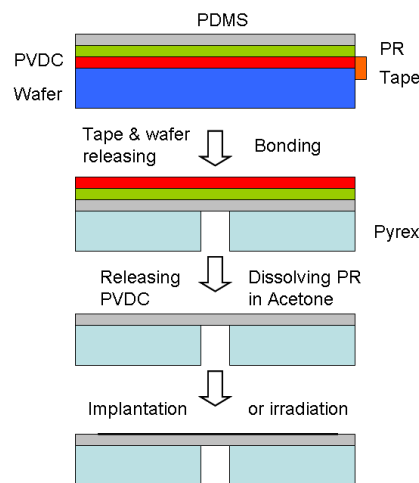 PDMS
PVDC PR
Wafer Tape
Tape & wafer
releasing Bonding
Pyrex
Releasing Dissolving PR
PVDC in Acetone
Implantation or irradiation